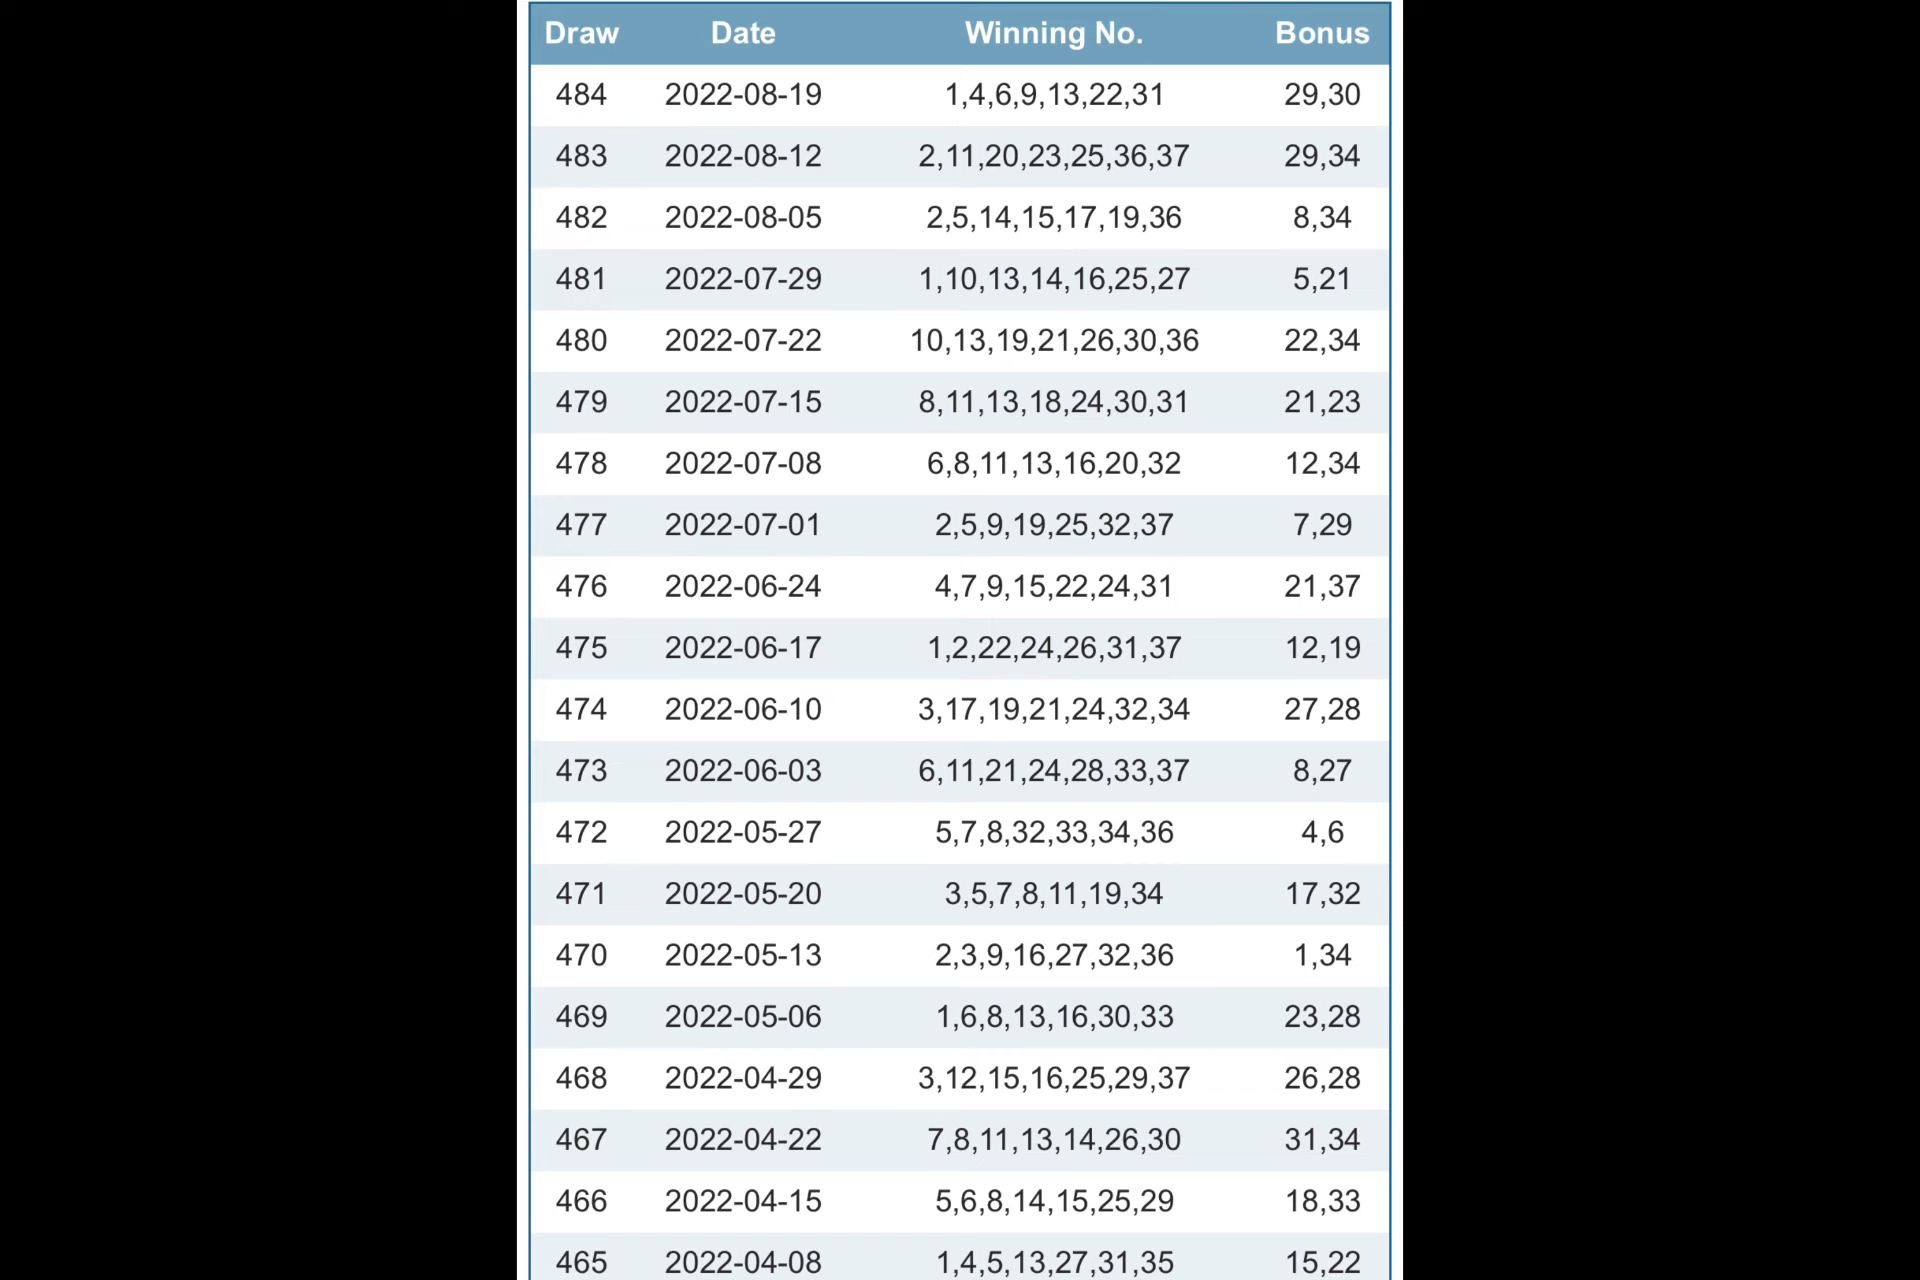 Draw Date Winning No. Bonus
484 2022-08-19 1,4,6,9,13,22,31 29,30
483 2022-08-12 2,11,20,23,25,36,37 29,34
482 2022-08-05 2,5,14,15,17,19,36 8,34
481 2022-07-29 1,10,13,14,16,25,27 5,21
480 2022-07-22 10,13,19,21,26,30,36 22,34
479 2022-07-15 8,11,13,18,24,30,31 21,23
478 2022-07-08 6,8,11,13,16,20,32 12,34
477 2022-07-01 2,5,9,19,25,32,37 7,29
476 2022-06-24 4,7,9,15,22,24,31 21,37
475 2022-06-17 1,2,22,24,26,31,37 12,19
474 2022-06-10 3,17,19,21,24,32,34 27,28
473 2022-06-03 6,11,21,24,28,33,37 8,27
472 2022-05-27 5,7,8,32,33,34,36 4,6
471 2022-05-20 3,5,7,8,11,19,34 17,32
470 2022-05-13 2,3,9,16,27,32,36 1,34
469 2022-05-06 1,6,8,13,16,30,33 23,28
468 2022-04-29 3,12,15,16,25,29,37 26,28
467 2022-04-22 7,8,11,13,14,26,30 31,34
466 2022-04-15 5,6,8,14,15,25,29 18,33
465 2022-04-08 1,4,5,13,27,31,35 15,22